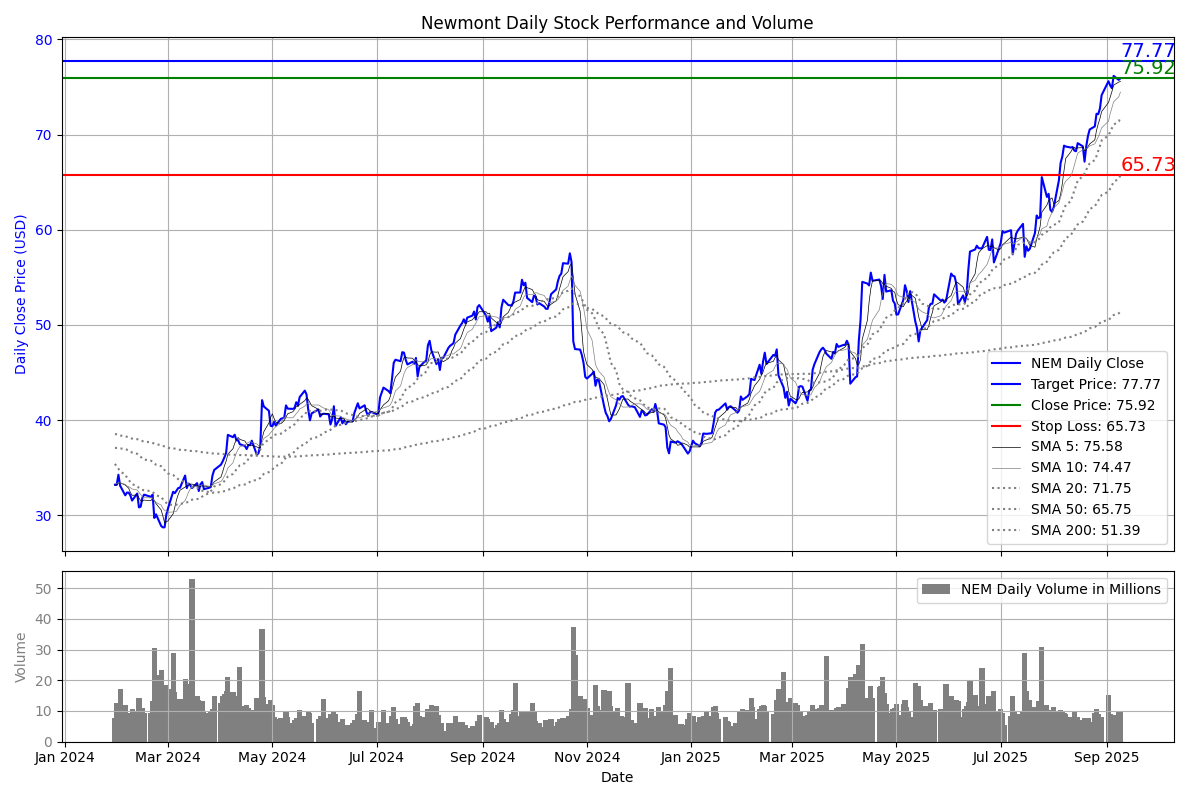 Newmont Daily Stock Performance and Volume
80
70
60
50
40
30
Daily Close Price (USD)
77.77
75.92
65.73
NEM Daily Close
Target Price: 77.77
Close Price: 75.92
Stop Loss: 65.73
SMA 5: 75.58
SMA 10: 74.47
SMA 20: 71.75
SMA 50: 65.75
SMA 200: 51.39
50
40
30
20
10
0
Volume
NEM Daily Volume in Millions
Jan 2024 Mar 2024 May 2024 Jul 2024 Sep 2024 Nov 2024 Jan 2025 Mar 2025 May 2025 Jul 2025 Sep 2025
Date